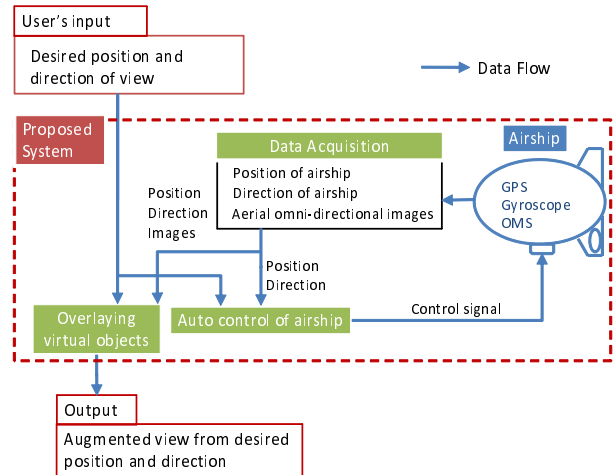 User's input
Desired position and
direction of view
Data Flow
Proposed
System
Data Acquisition
Airship
Position of airship
Direction of airship
Aerial omni-directional images
GPS
Gyroscope
OMS
Position
Direction
Images
Position
Direction
Overlaying
virtual objects
Auto control of airship
Control signal
Output
Augmented view from desired
position and direction